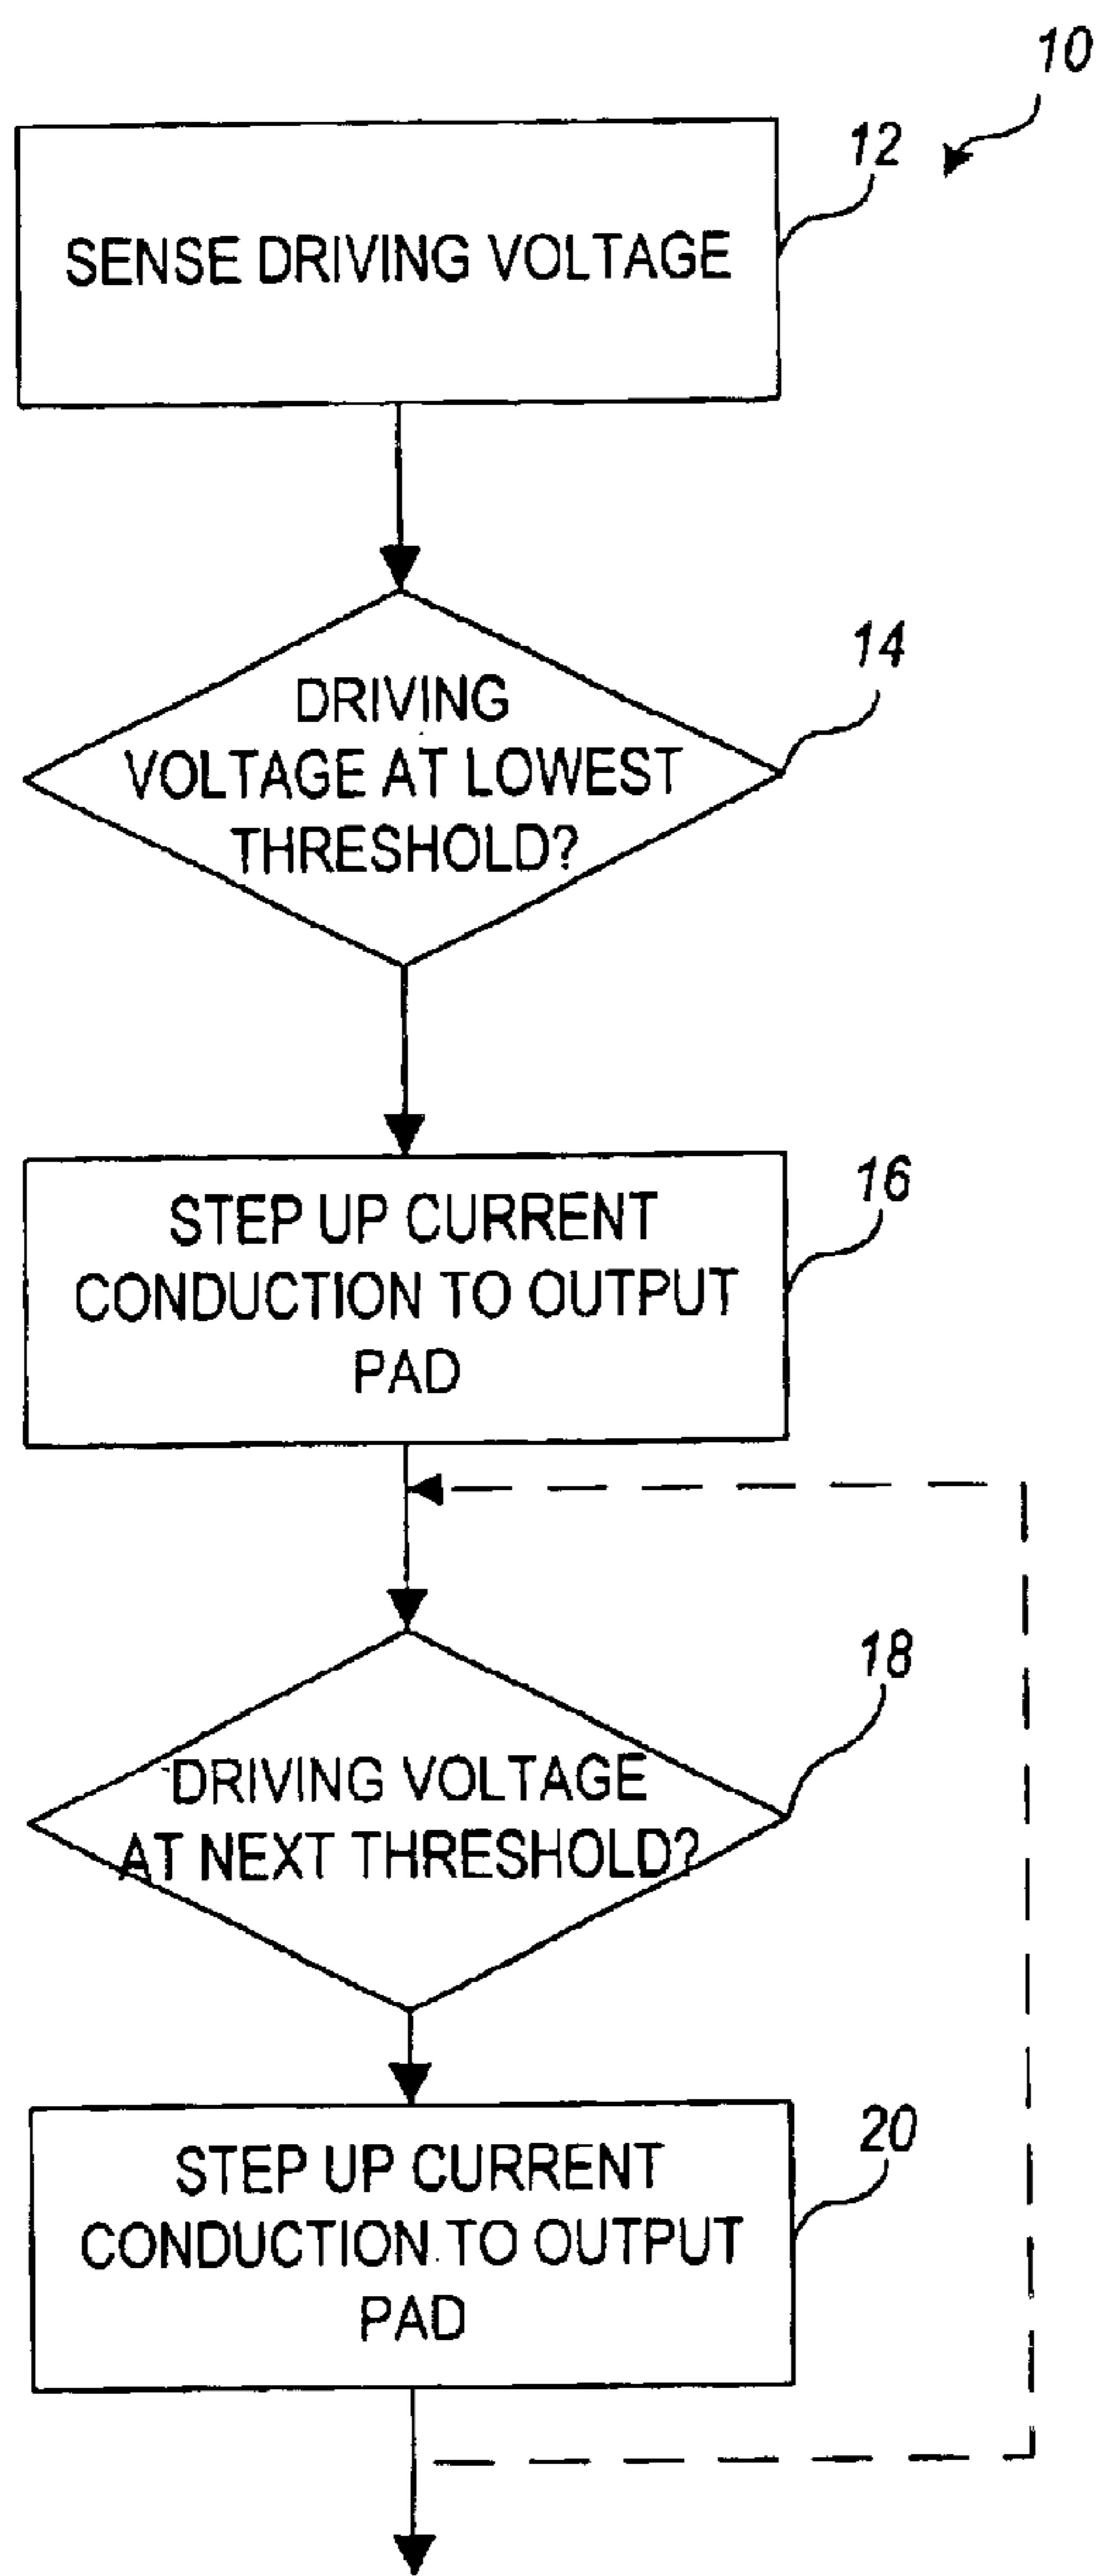 10
12
SENSE DRIVING VOLTAGE
14
DRIVING
VOLTAGE AT LOWEST
THRESHOLD?
16
STEP UP CURRENT
CONDUCTION TO OUTPUT
PAD
18
DRIVING VOLTAGE
AT NEXT THRESHOLD?
20
STEP UP CURRENT
CONDUCTION TO OUTPUT
PAD